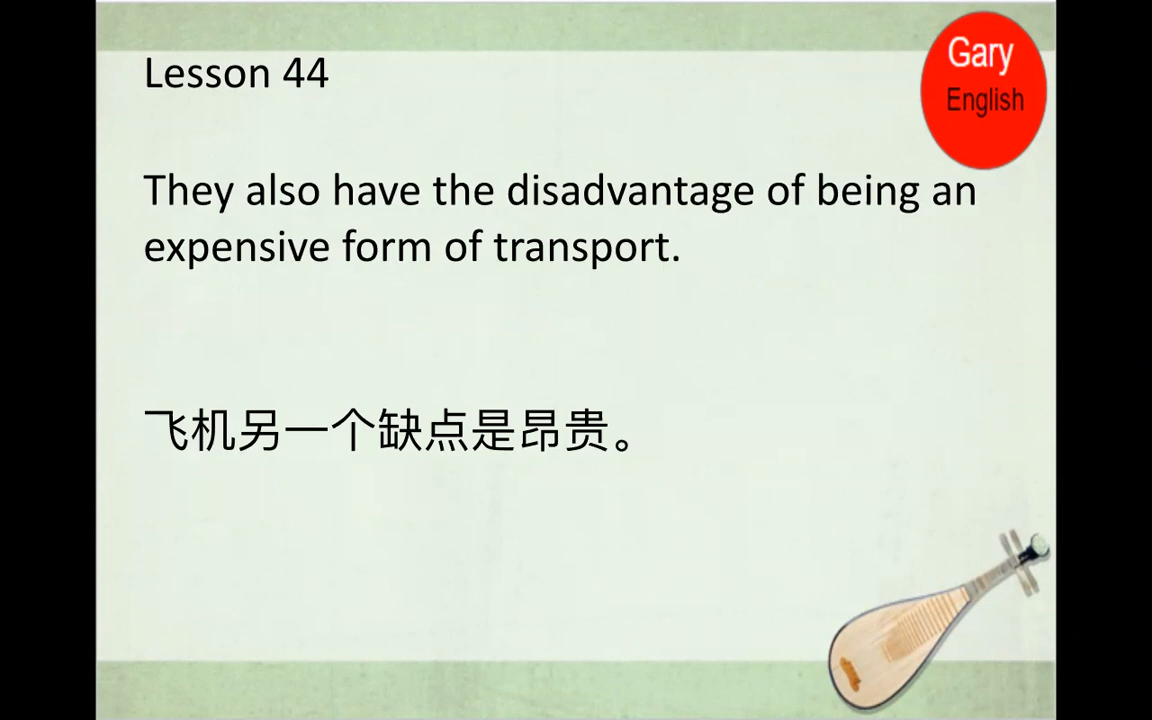 Lesson 44
Gary
English
They also have the disadvantage of being an
expensive form of transport.
飞机另一个缺点是昂贵。